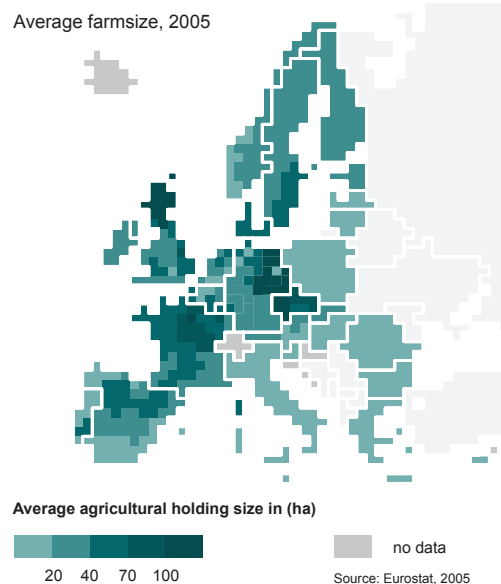 Average farmsize, 2005
Average agricultural holding size in (ha)
20 40 70 100
no data
Source: Eurostat, 2005